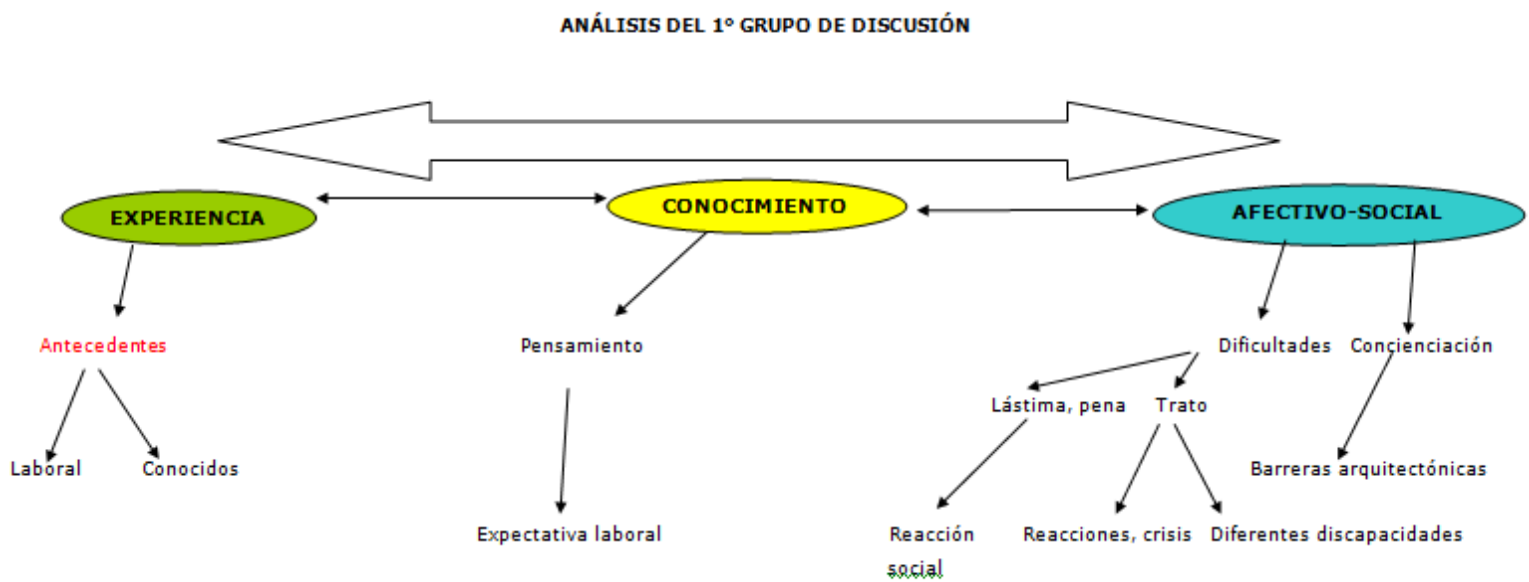 ANÁLISIS DEL 1º GRUPO DE DISCUSIÓN
EXPERIENCIA
CONOCIMIENTO
AFECTIVO-SOCIAL
Antecedentes
Pensamiento
Dificultades
Concienciación
Lástima, pena
Trato
Laboral
Conocidos
Barreras arquitectónicas
Expectativa laboral
Reacción
social
Reacciones, crisis
Diferentes discapacidades